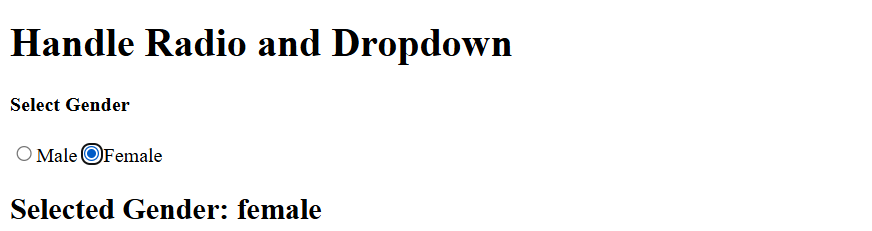 Handle Radio and Dropdown
Select Gender
Male Female
Selected Gender: female